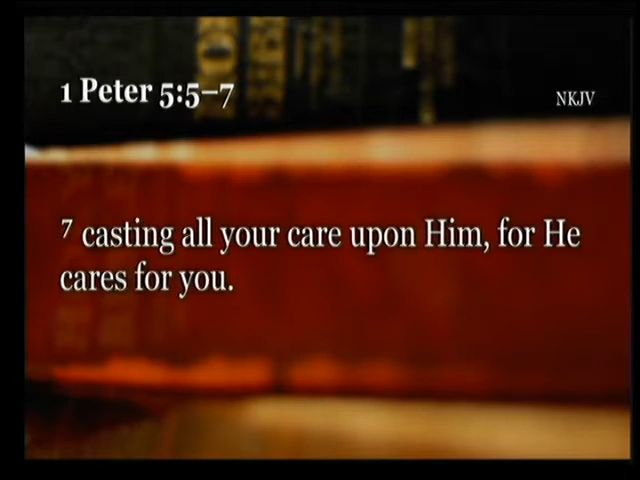 1 Peter 5:5–7
NKJV
7 casting all your care upon Him, for He
cares for you.